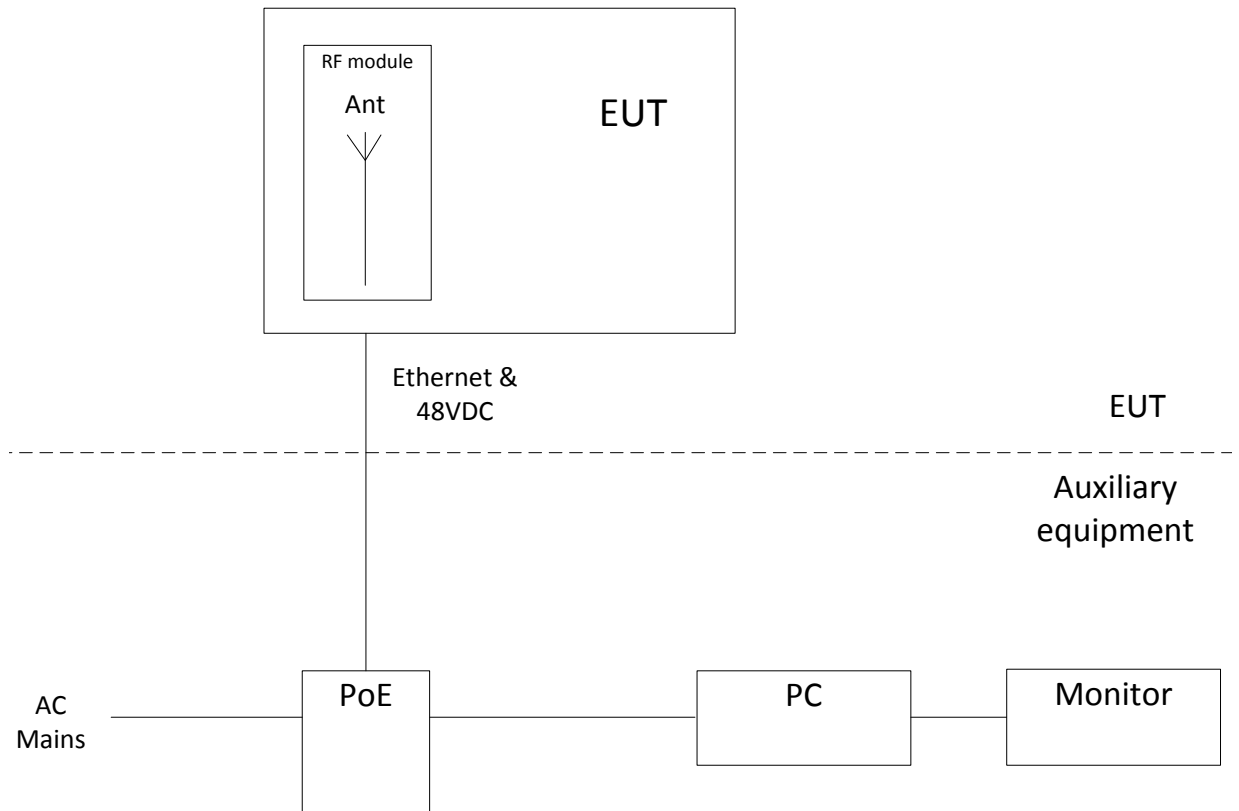 RF module
Ant
EUT
Ethernet &
48VDC
EUT
Auxiliary
equipment
AC
Mains
PoE
PC
Monitor